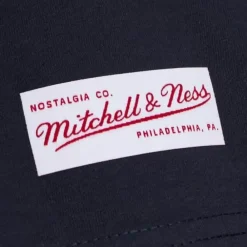 NOSTALGIA CO.
Mitchell & Ness
PHILADELPHIA, PA.